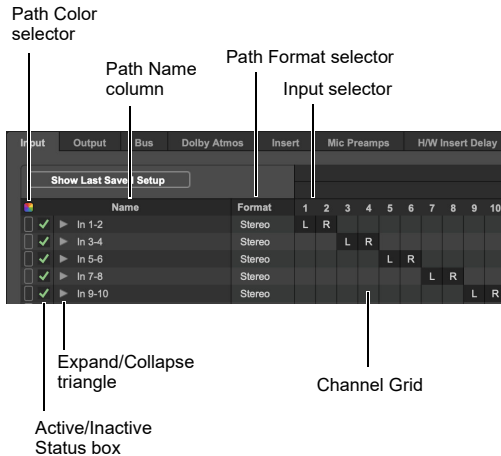 Path Color
selector
Path Name
column
Path Format selector
Input selector
Input Output Bus Dolby Atmos Insert Mic Preamps H/W Insert Delay
Show Last Saved Setup
Name Format 1 2 3 4 5 6 7 8 9 10
In 1-2 Stereo L R
In 3-4 Stereo L R
In 5-6 Stereo L R
In 7-8 Stereo L R
In 9-10 Stereo L R
Expand/Collapse
triangle
Channel Grid
Active/Inactive
Status box